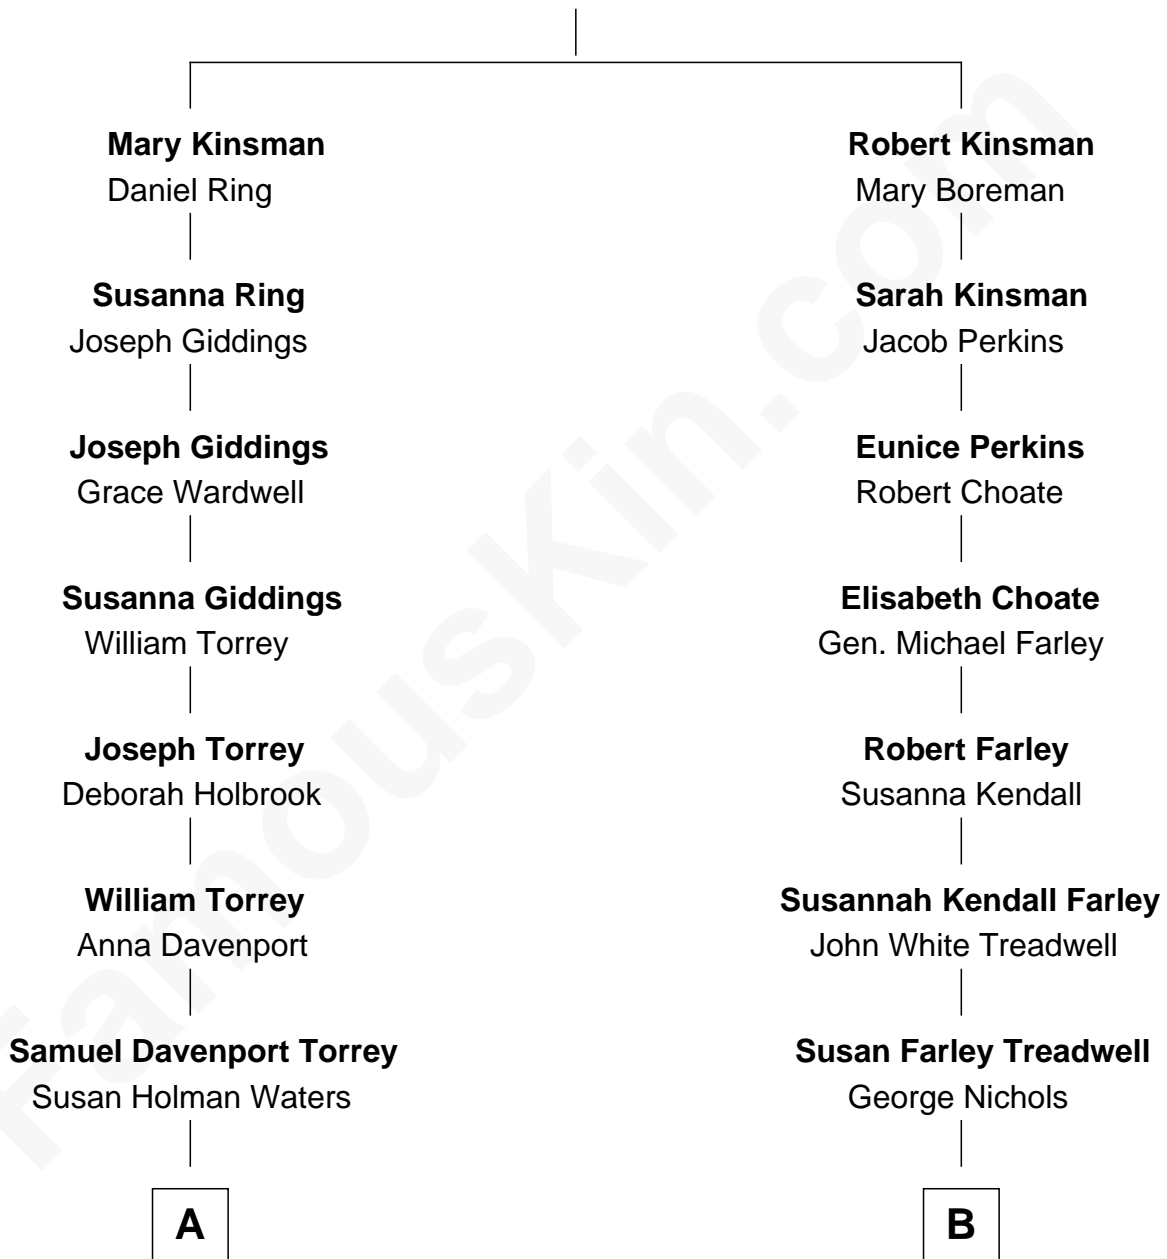 Mary Kinsman
Daniel Ring
Susanna Ring
Joseph Giddings
Joseph Giddings
Grace Wardwell
Susanna Giddings
William Torrey
Joseph Torrey
Deborah Holbrook
William Torrey
Anna Davenport
Samuel Davenport Torrey
Susan Holman Waters
A
Robert Kinsman
Mary Boreman
Sarah Kinsman
Jacob Perkins
Eunice Perkins
Robert Choate
Elisabeth Choate
Gen. Michael Farley
Robert Farley
Susanna Kendall
Susannah Kendall Farley
John White Treadwell
Susan Farley Treadwell
George Nichols
B
FamousKin.com